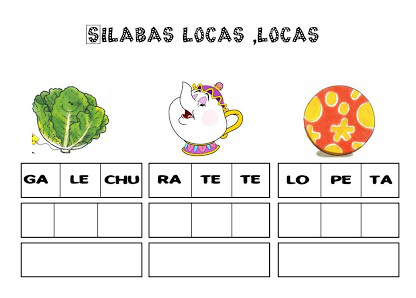 SILABAS LOCAS ,LOCAS
GA LE CHU RA TE TE LO PE TA